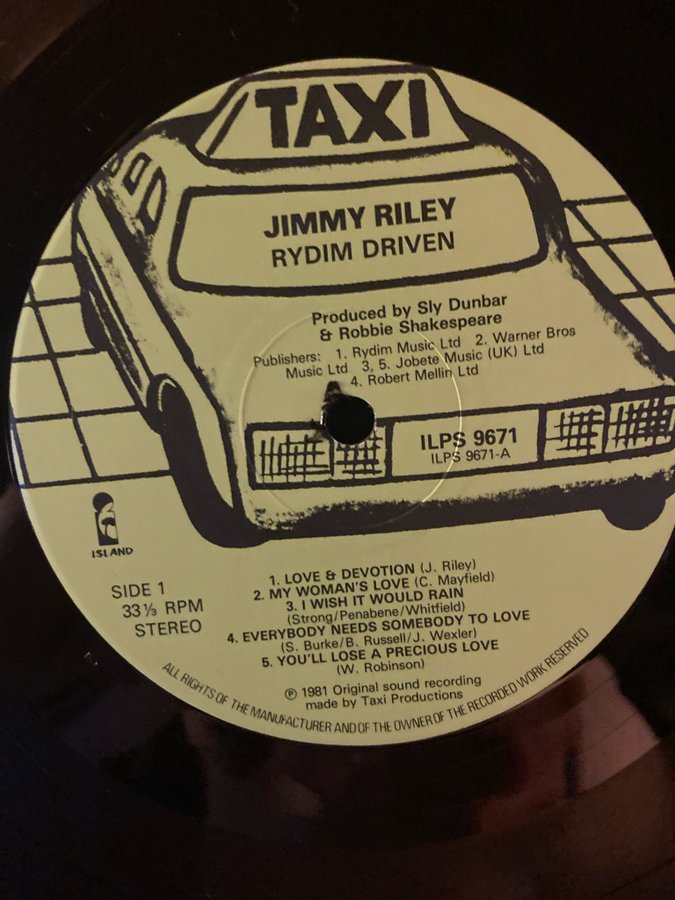 TAXI
JIMMY RILEY
RYDIM DRIVEN
Produced by Sly Dunbar
& Robbie Shakespeare
Publishers: 1. Rydim Music Ltd 2. Warner Bros
Music Ltd 3, 5. Jobete Music (UK) Ltd
4. Robert Mellin Ltd
ILPS 9671
ILPS 9671-A
ISLAND
SIDE 1
33⅓ RPM
STEREO
1. LOVE & DEVOTION (J. Riley)
2. MY WOMAN'S LOVE (C. Mayfield)
3. I WISH IT WOULD RAIN
(Strong/Penabene/Whitfield)
4. EVERYBODY NEEDS SOMEBODY TO LOVE
(S. Burke/B. Russell/J. Wexler)
5. YOU'LL LOSE A PRECIOUS LOVE
(W. Robinson)
℗ 1981 Original sound recording
made by Taxi Productions
ALL RIGHTS OF THE MANUFACTURER AND OF THE OWNER OF THE RECORDED WORK RESERVED